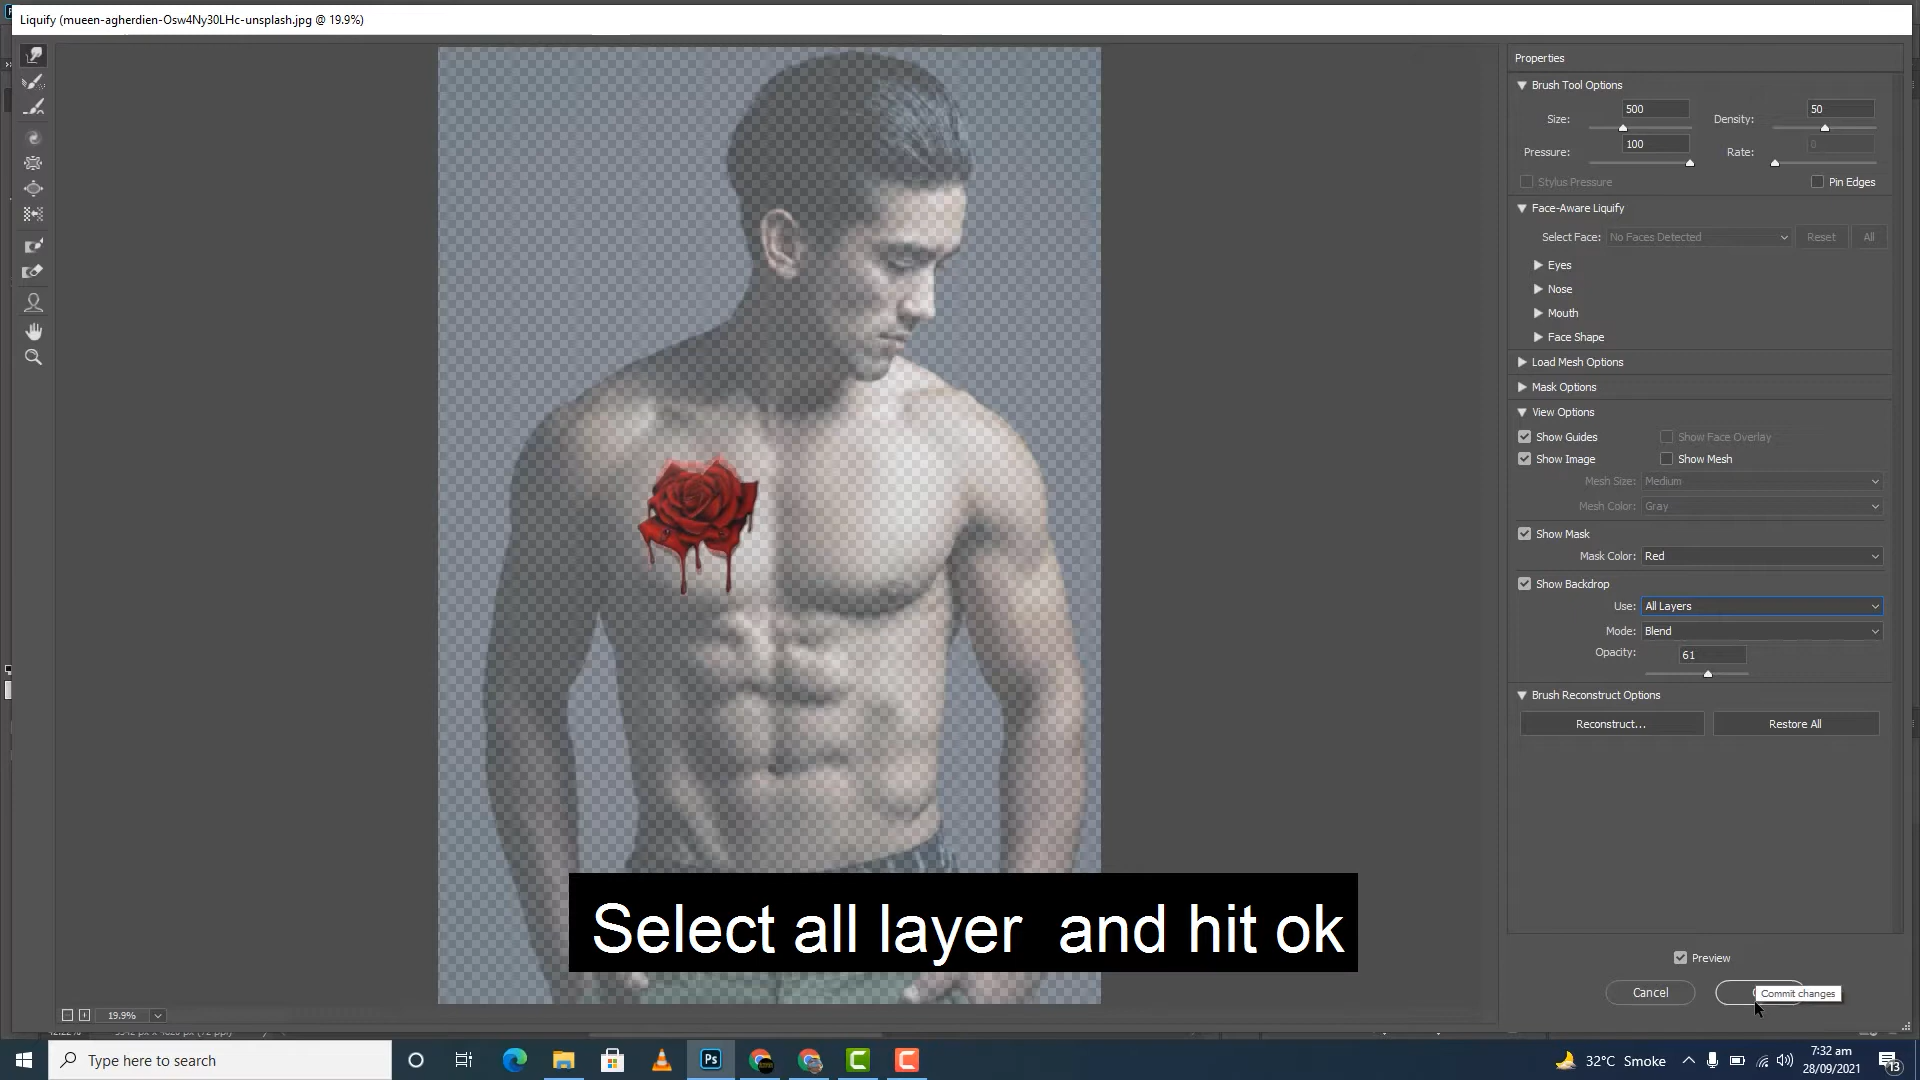 Liquify (mueen-agherdien-Osw4Ny30LHc-unsplash.jpg @ 19.9%)
Properties
Brush Tool Options
Size: 500 Density: 50
Pressure: 100 Rate: 0
Stylus Pressure Pin Edges
Face-Aware Liquify
Select Face: No Faces Detected Reset All
Eyes
Nose
Mouth
Face Shape
Load Mesh Options
Mask Options
View Options
Show Guides Show Face Overlay
Show Image Show Mesh
Mesh Size: Medium
Mesh Color: Gray
Show Mask
Mask Color: Red
Show Backdrop
Use: All Layers
Mode: Blend
Opacity: 61
Brush Reconstruct Options
Reconstruct... Restore All
Select all layer and hit ok
Preview
Cancel Commit changes
19.9%
Type here to search
Ps
32°C Smoke
7:32 am
28/09/2021
13